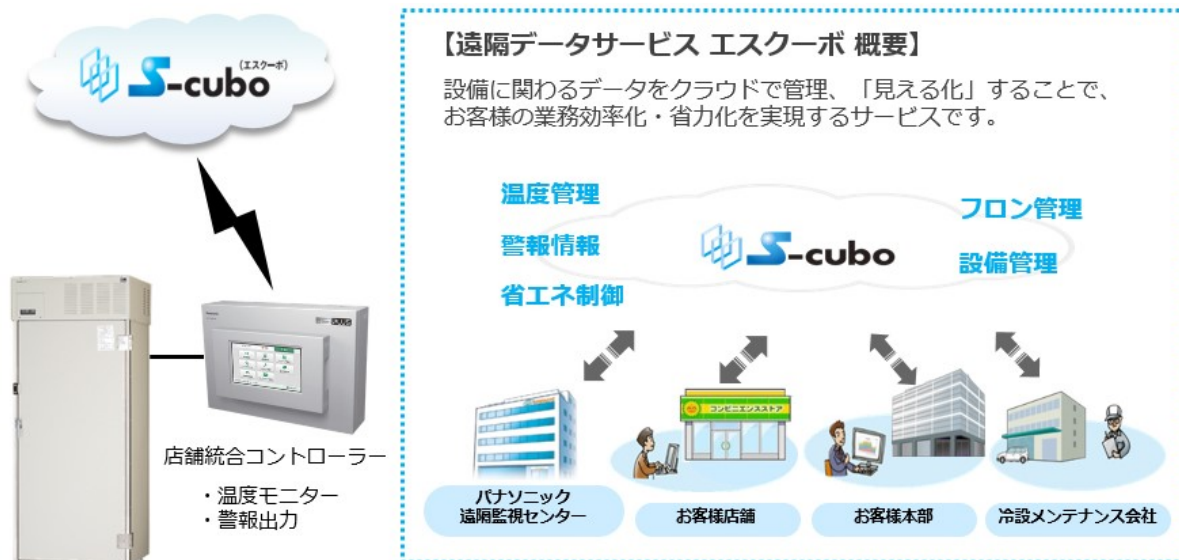 (エスクーボ)
S-cubo
店舗統合コントローラー
・温度モニター
・警報出力
【遠隔データサービス エスクーボ 概要】
設備に関わるデータをクラウドで管理、「見える化」することで、
お客様の業務効率化・省力化を実現するサービスです。
温度管理
警報情報
省エネ制御
S-cubo
フロン管理
設備管理
コンビニエンスストア
パナソニック
遠隔監視センター
お客様店舗
お客様本部
冷設メンテナンス会社